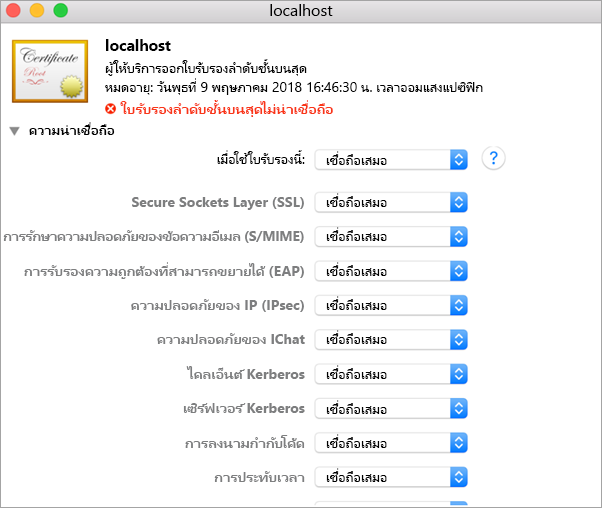 localhost
Certificate
Root
localhost
ผู้ให้บริการออกใบรับรองลำดับชั้นบนสุด
หมดอายุ: วันพุธที่ 9 พฤษภาคม 2018 16:46:30 น. เวลาออมแสงแปซิฟิก
ใบรับรองลำดับชั้นบนสุดไม่น่าเชื่อถือ
ความน่าเชื่อถือ
เมื่อใช้ใบรับรองนี้: เชื่อถือเสมอ ?
Secure Sockets Layer (SSL) เชื่อถือเสมอ
การรักษาความปลอดภัยของข้อความอีเมล (S/MIME) เชื่อถือเสมอ
การรับรองความถูกต้องที่สามารถขยายได้ (EAP) เชื่อถือเสมอ
ความปลอดภัยของ IP (IPsec) เชื่อถือเสมอ
ความปลอดภัยของ IChat เชื่อถือเสมอ
ไคลเอ็นต์ Kerberos เชื่อถือเสมอ
เซิร์ฟเวอร์ Kerberos เชื่อถือเสมอ
การลงนามกำกับโค้ด เชื่อถือเสมอ
การประทับเวลา เชื่อถือเสมอ